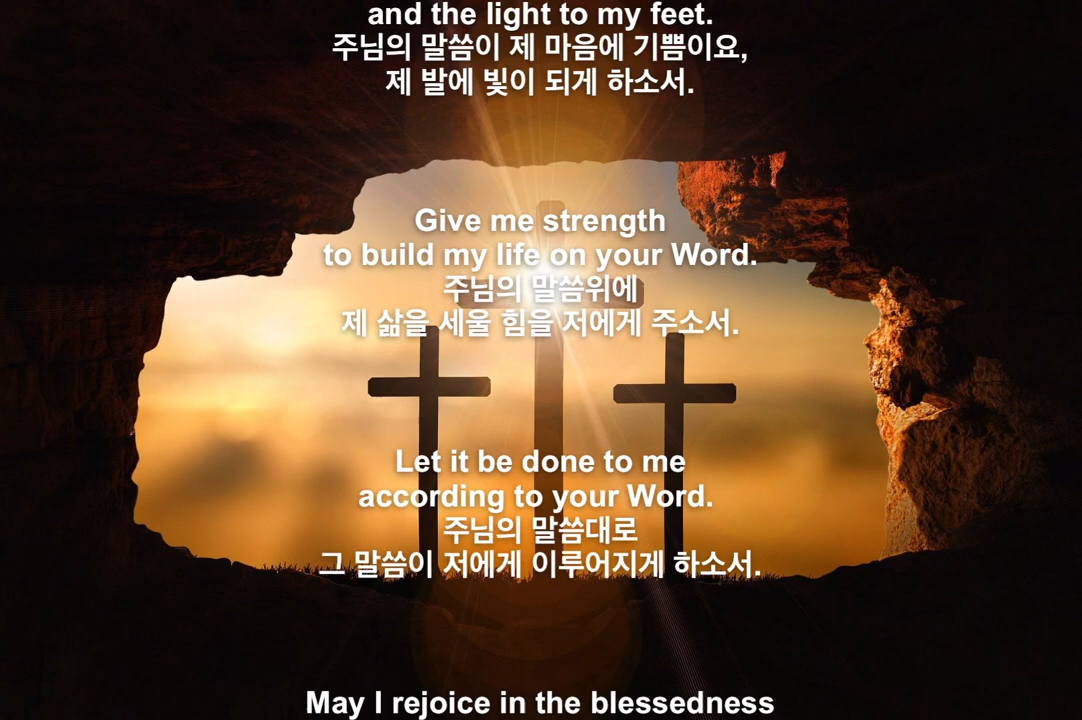 and the light to my feet.
주님의 말씀이 제 마음에 기쁨이요,
제 발에 빛이 되게 하소서.
Give me strength
to build my life on your Word.
주님의 말씀위에
제 삶을 세울 힘을 저에게 주소서.
Let it be done to me
according to your Word.
주님의 말씀대로
그 말씀이 저에게 이루어지게 하소서.
May I rejoice in the blessedness